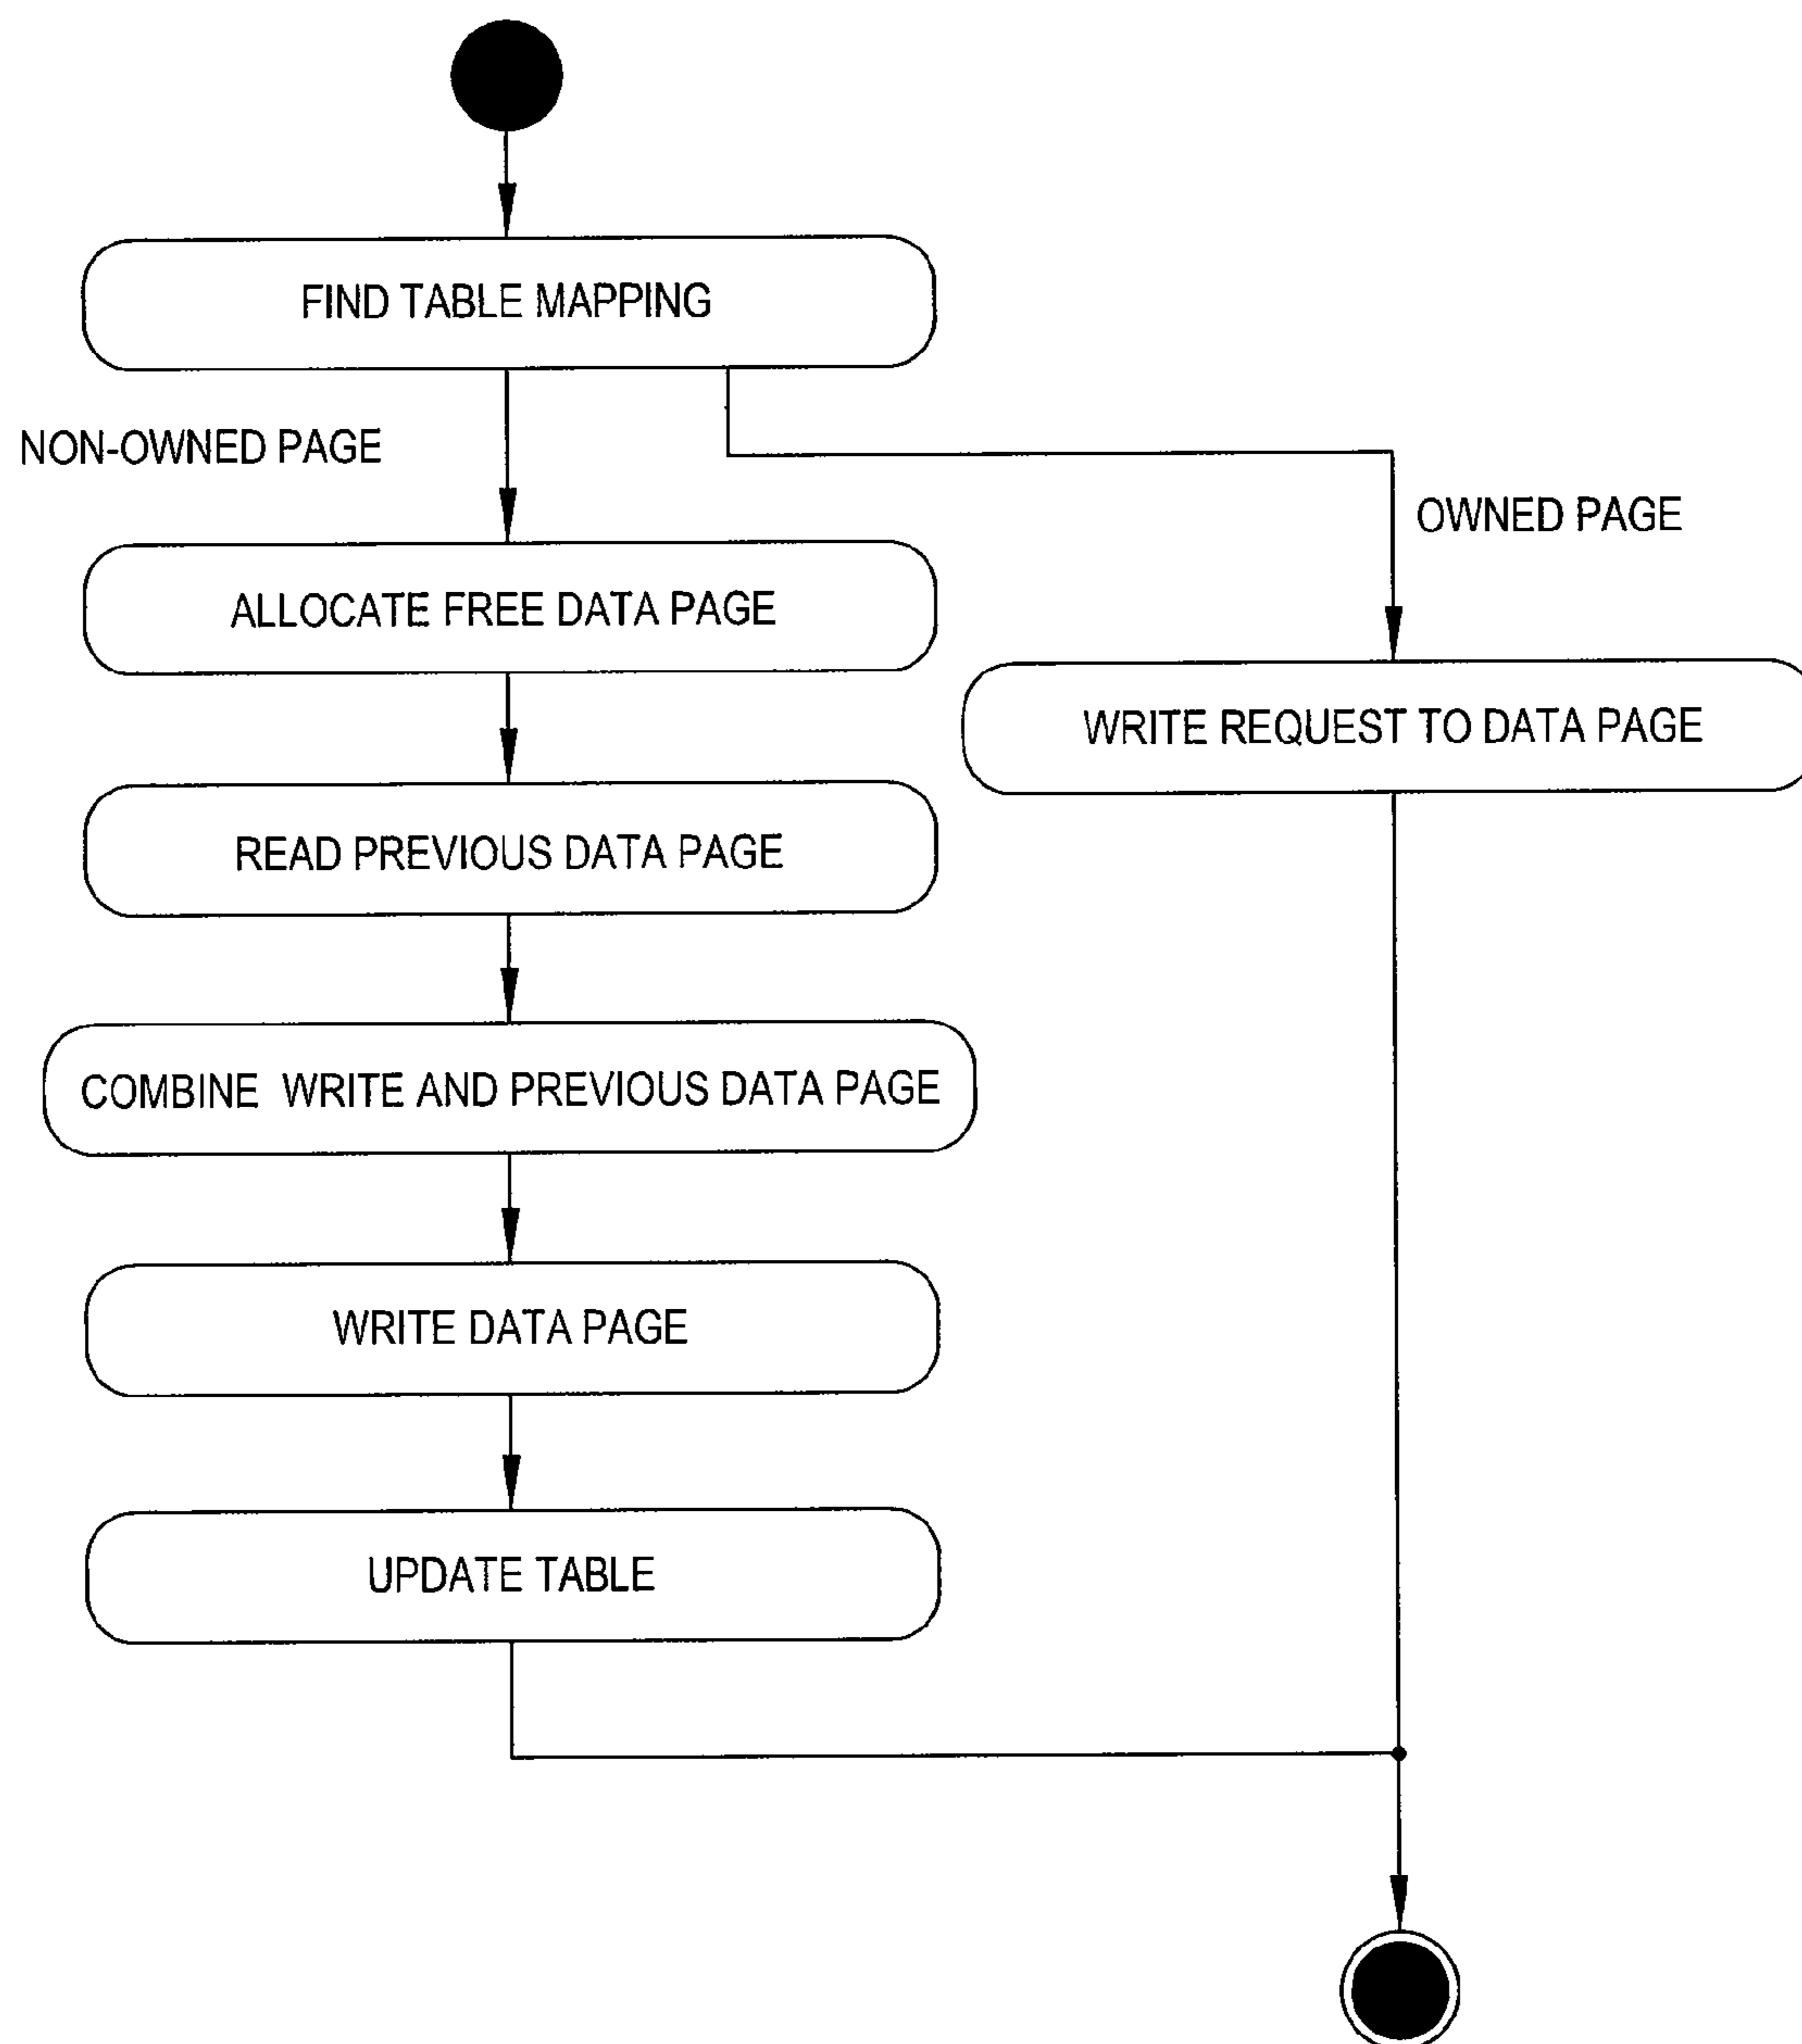 FIND TABLE MAPPING
NON-OWNED PAGE
OWNED PAGE
ALLOCATE FREE DATA PAGE
WRITE REQUEST TO DATA PAGE
READ PREVIOUS DATA PAGE
COMBINE WRITE AND PREVIOUS DATA PAGE
WRITE DATA PAGE
UPDATE TABLE